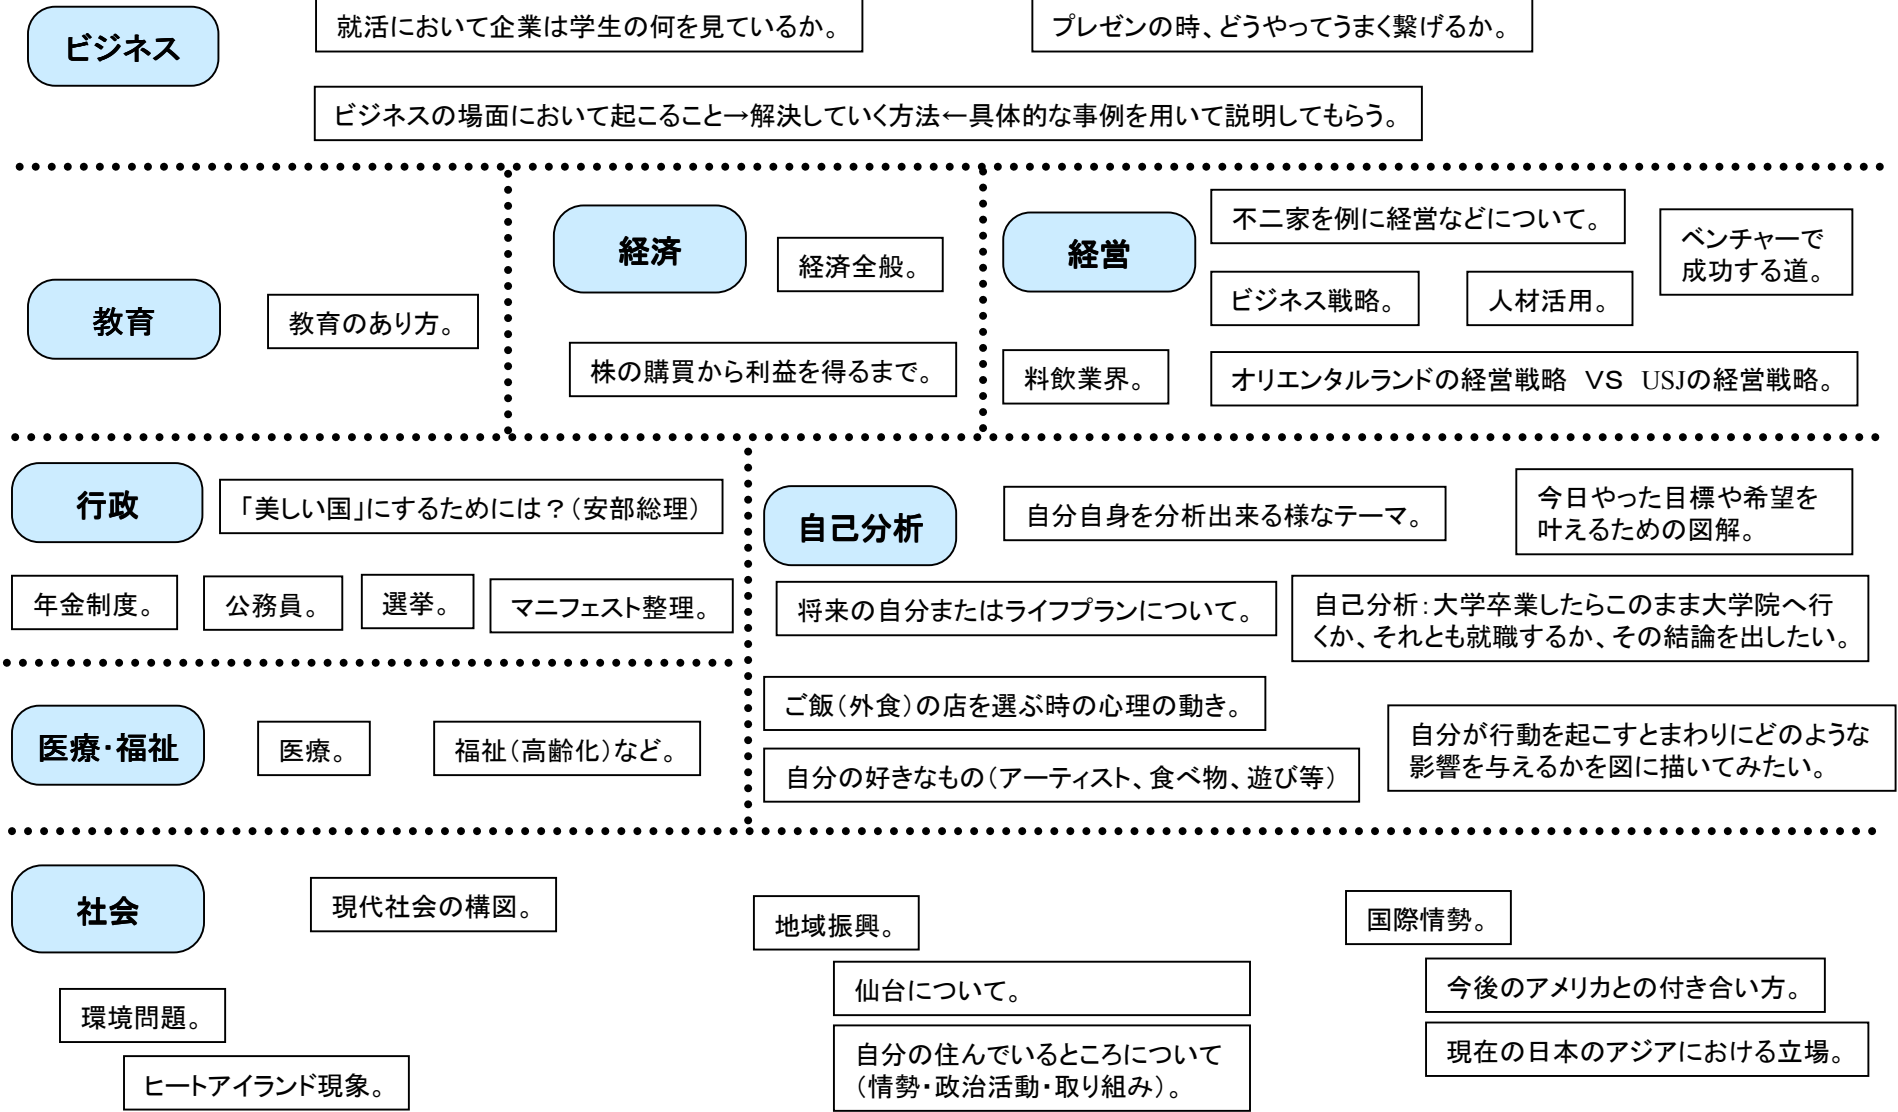 ビジネス
就活において企業は学生の何を見ているか。
プレゼンの時、どうやってうまく繋げるか。
ビジネスの場面において起こること→解決していく方法←具体的な事例を用いて説明してもらう。
教育
教育のあり方。
経済
経済全般。
株の購買から利益を得るまで。
経営
不二家を例に経営などについて。
ベンチャーで
成功する道。
ビジネス戦略。
人材活用。
料飲業界。
オリエンタルランドの経営戦略　VS　USJの経営戦略。
行政
「美しい国」にするためには？（安部総理）
年金制度。
公務員。
選挙。
マニフェスト整理。
自己分析
自分自身を分析出来る様なテーマ。
今日やった目標や希望を
叶えるための図解。
将来の自分またはライフプランについて。
自己分析：大学卒業したらこのまま大学院へ行
くか、それとも就職するか、その結論を出したい。
ご飯（外食）の店を選ぶ時の心理の動き。
自分の好きなもの（アーティスト、食べ物、遊び等）
自分が行動を起こすとまわりにどのような
影響を与えるかを図に描いてみたい。
医療・福祉
医療。
福祉（高齢化）など。
社会
現代社会の構図。
環境問題。
ヒートアイランド現象。
地域振興。
仙台について。
自分の住んでいるところについて
（情勢・政治活動・取り組み）。
国際情勢。
今後のアメリカとの付き合い方。
現在の日本のアジアにおける立場。